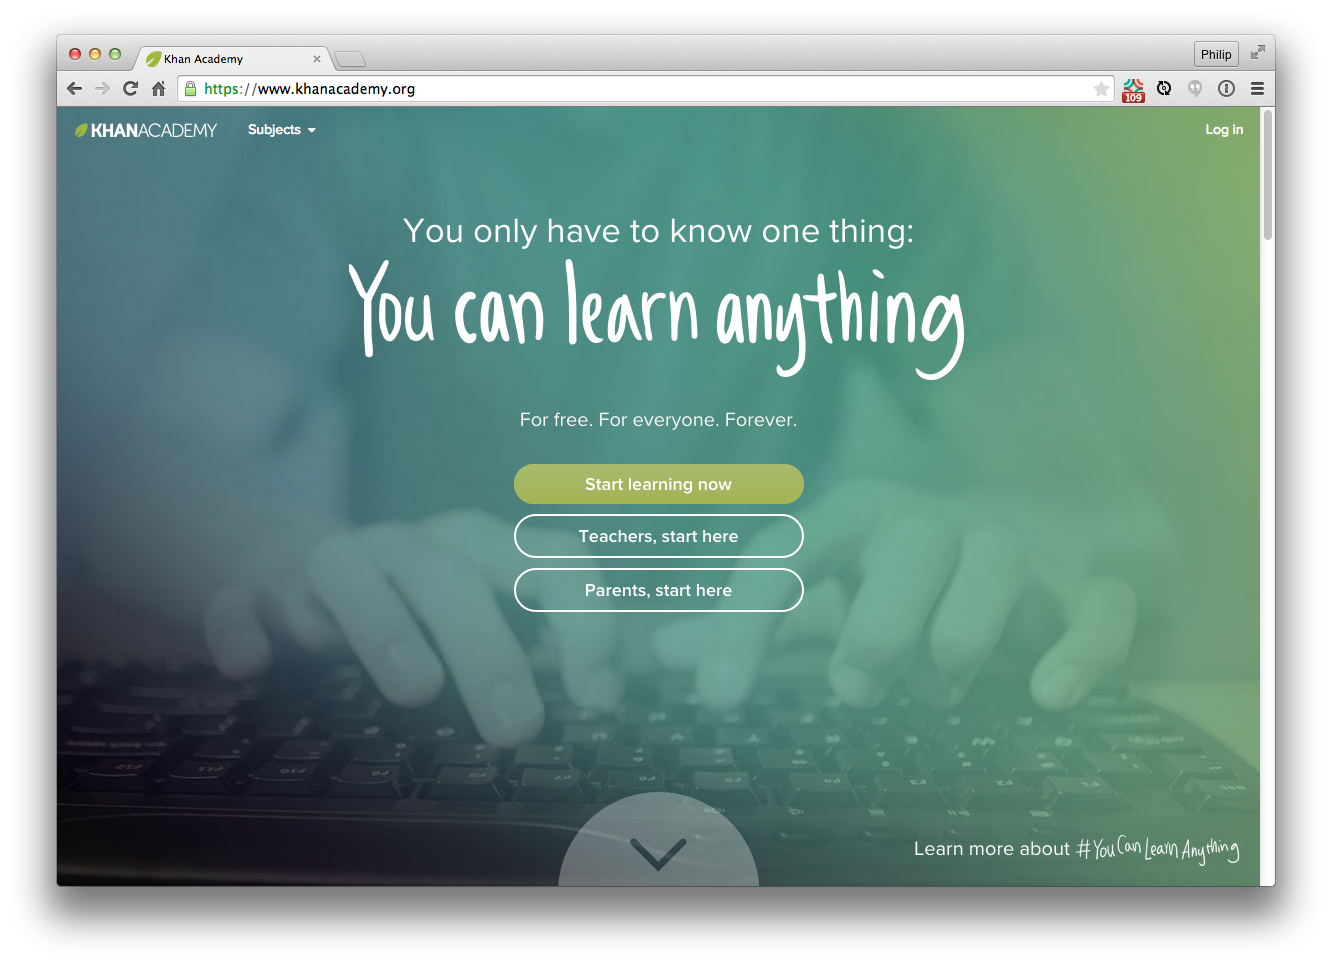 Khan Academy
Philip
https://www.khanacademy.org
109
KHANACADEMY
Subjects
Log in
You only have to know one thing:
You can learn anything
For free. For everyone. Forever.
Start learning now
Teachers, start here
Parents, start here
Learn more about #YouCanLearnAnything